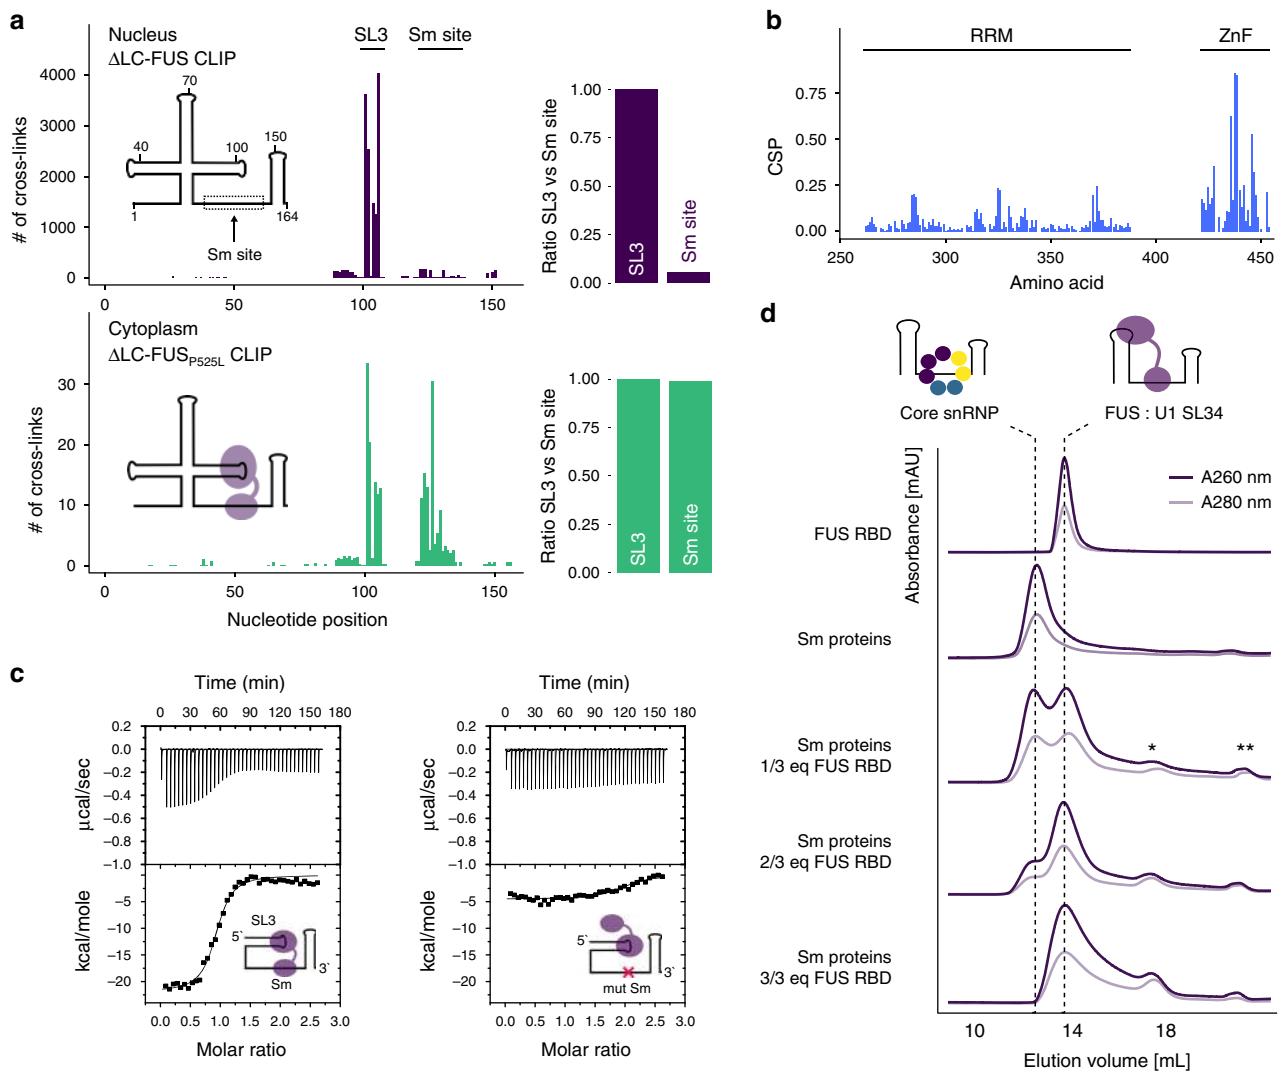 a
Nucleus
ΔLC-FUS CLIP
SL3
Sm site
# of cross-links
4000
3000
2000
1000
0
70
40
100
150
1
164
Sm site
0
50
100
150
Ratio SL3 vs Sm site
1.00
0.75
0.50
0.25
0.00
SL3
Sm site
Cytoplasm
ΔLC-FUSP525L CLIP
# of cross-links
30
20
10
0
0
50
100
150
Nucleotide position
Ratio SL3 vs Sm site
1.00
0.75
0.50
0.25
0.00
SL3
Sm site
b
RRM
ZnF
CSP
0.75
0.50
0.25
0.00
250
300
350
400
450
Amino acid
c
Time (min)
0 30 60 90 120 150 180
µcal/sec
0.2
0.0
−0.2
−0.4
−0.6
−0.8
−1.0
kcal/mole
−5
−10
−15
−20
SL3
5`
3`
Sm
0.0 0.5 1.0 1.5 2.0 2.5 3.0
Molar ratio
Time (min)
0 30 60 90 120 150 180
µcal/sec
0.2
0.0
−0.2
−0.4
−0.6
−0.8
−1.0
kcal/mole
−5
−10
−15
−20
5`
3`
mut Sm
0.0 0.5 1.0 1.5 2.0 2.5 3.0
Molar ratio
d
Core snRNP
FUS : U1 SL34
Absorbance [mAU]
A260 nm
A280 nm
FUS RBD
Sm proteins
Sm proteins
1/3 eq FUS RBD
*
**
Sm proteins
2/3 eq FUS RBD
Sm proteins
3/3 eq FUS RBD
10
14
18
Elution volume [mL]